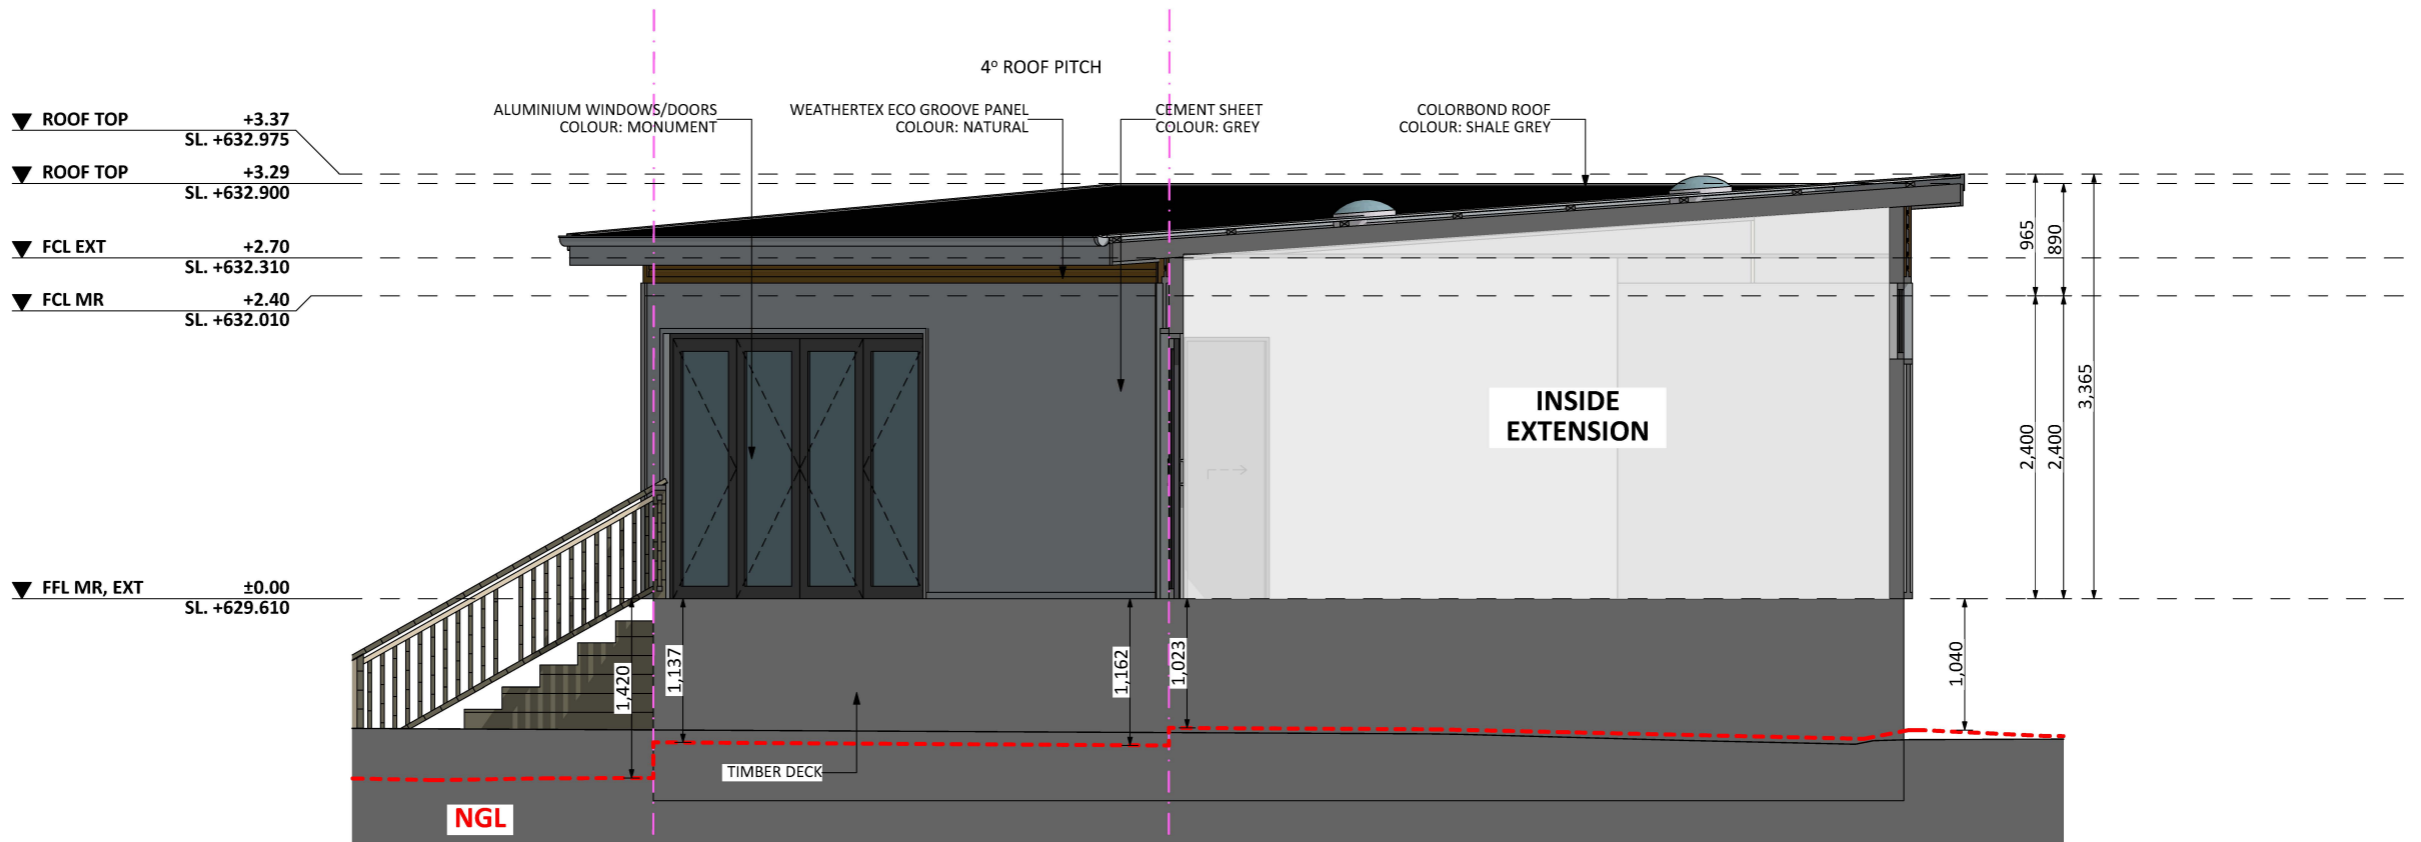 4º ROOF PITCH
ALUMINIUM WINDOWS/DOORS
COLOUR: MONUMENT
WEATHERTEX ECO GROOVE PANEL
COLOUR: NATURAL
CEMENT SHEET
COLOUR: GREY
COLORBOND ROOF
COLOUR: SHALE GREY
ROOF TOP +3.37
SL. +632.975
ROOF TOP +3.29
SL. +632.900
FCL EXT +2.70
SL. +632.310
FCL MR +2.40
SL. +632.010
965
890
3,365
INSIDE
EXTENSION
2,400
2,400
FFL MR, EXT ±0.00
SL. +629.610
1,420
1,137
1,162
1,023
1,040
TIMBER DECK
NGL